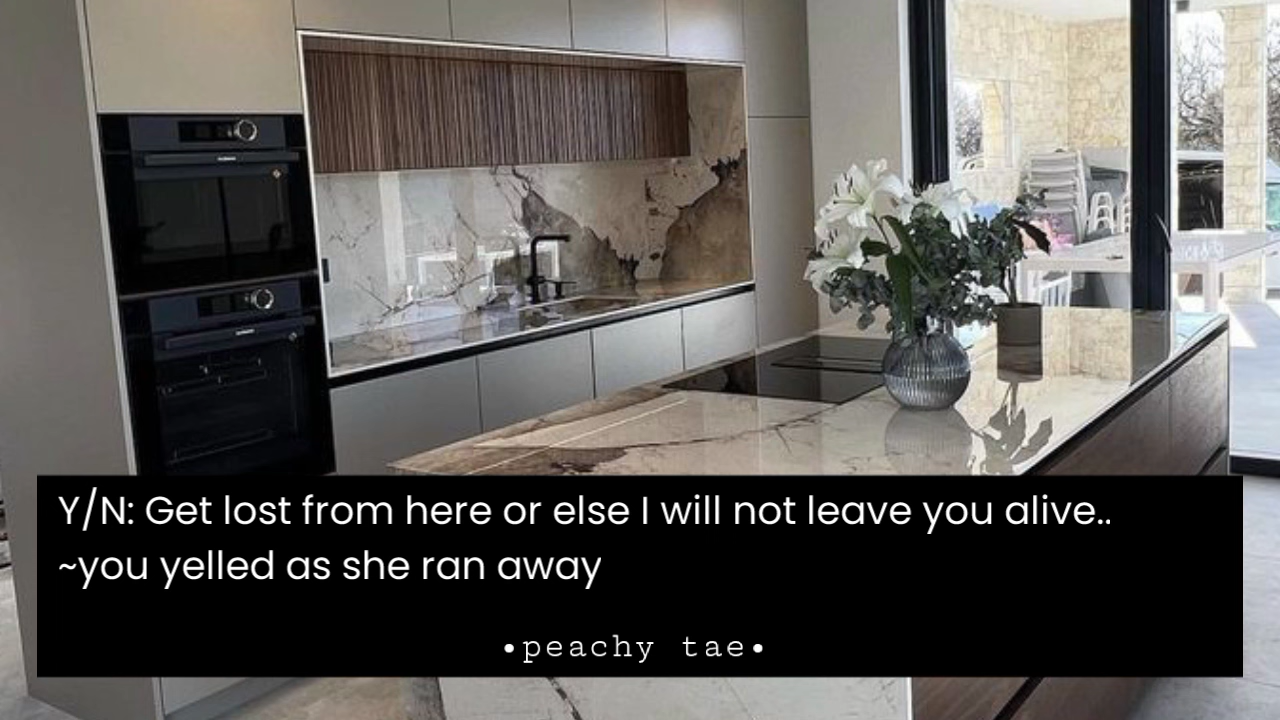 Y/N: Get lost from here or else I will not leave you alive..
~you yelled as she ran away
•peachy tae•